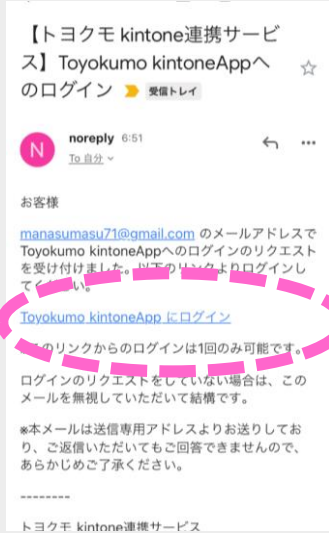 【トヨクモ kintone連携サービ
ス】Toyokumo kintoneAppへ
のログイン 受信トレイ
N
noreply 6:51
To 自分
お客様
manasumasu71@gmail.com のメールアドレスで
Toyokumo kintoneAppへのログインのリクエスト
を受け付けました。以下のリンクよりログインし
てください。
Toyokumo kintoneApp にログイン
このリンクからのログインは1回のみ可能です。
ログインのリクエストをしていない場合は、この
メールを無視していただいて結構です。
※本メールは送信専用アドレスよりお送りしてお
り、ご返信いただいてもご回答できませんので、
あらかじめご了承ください。
--------
トヨクモ kintone連携サービス